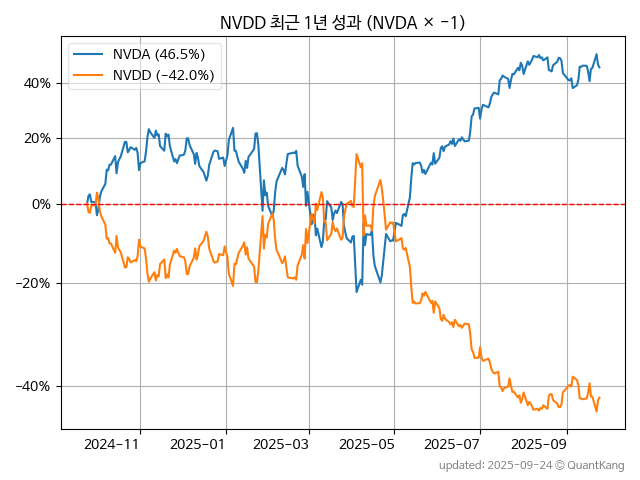 NVDD 최근 1년 성과 (NVDA × −1)
NVDA (46.5%)
NVDD (−42.0%)
40%
20%
0%
−20%
−40%
2024−11 2025−01 2025−03 2025−05 2025−07 2025−09
updated: 2025-09-24 © QuantKang